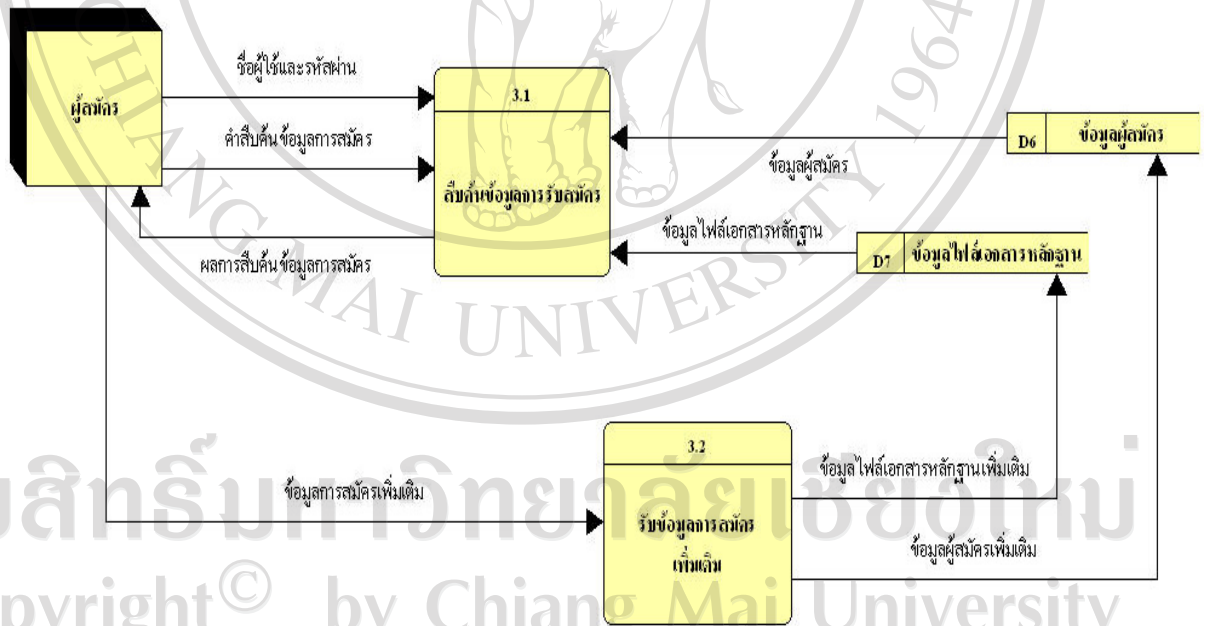 ชื่อผู้ใช้และรหัสผ่าน
ผู้สมัคร
คำสืบค้นข้อมูลการสมัคร
ผลการสืบค้นข้อมูลการสมัคร
3.1
สืบค้นข้อมูลการรับสมัคร
D6 ข้อมูลผู้สมัคร
ข้อมูลผู้สมัคร
ข้อมูลไฟล์เอกสารหลักฐาน
D7 ข้อมูลไฟล์เอกสารหลักฐาน
3.2
รับข้อมูลการสมัคร
เพิ่มเติม
ข้อมูลการสมัครเพิ่มเติม
ข้อมูลไฟล์เอกสารหลักฐานเพิ่มเติม
ข้อมูลผู้สมัครเพิ่มเติม
CHIANG MAI UNIVERSITY 1964
มหาวิทยาลัยเชียงใหม่
by Chiang Mai University